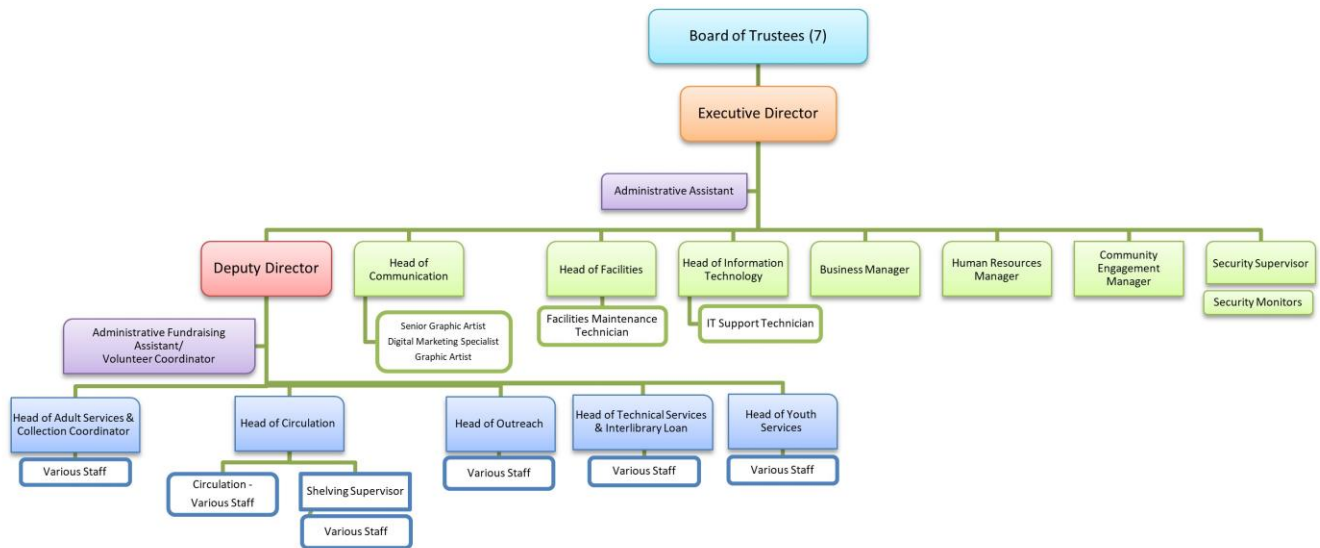 Board of Trustees (7)
Executive Director
Administrative Assistant
Deputy Director
Head of
Communication
Head of Facilities
Head of Information
Technology
Business Manager
Human Resources
Manager
Community
Engagement
Manager
Security Supervisor
Security Monitors
Senior Graphic Artist
Digital Marketing Specialist
Graphic Artist
Facilities Maintenance
Technician
IT Support Technician
Administrative Fundraising
Assistant/
Volunteer Coordinator
Head of Adult Services &
Collection Coordinator
Head of Circulation
Head of Outreach
Head of Technical Services
& Interlibrary Loan
Head of Youth
Services
Various Staff
Circulation -
Various Staff
Shelving Supervisor
Various Staff
Various Staff
Various Staff
Various Staff